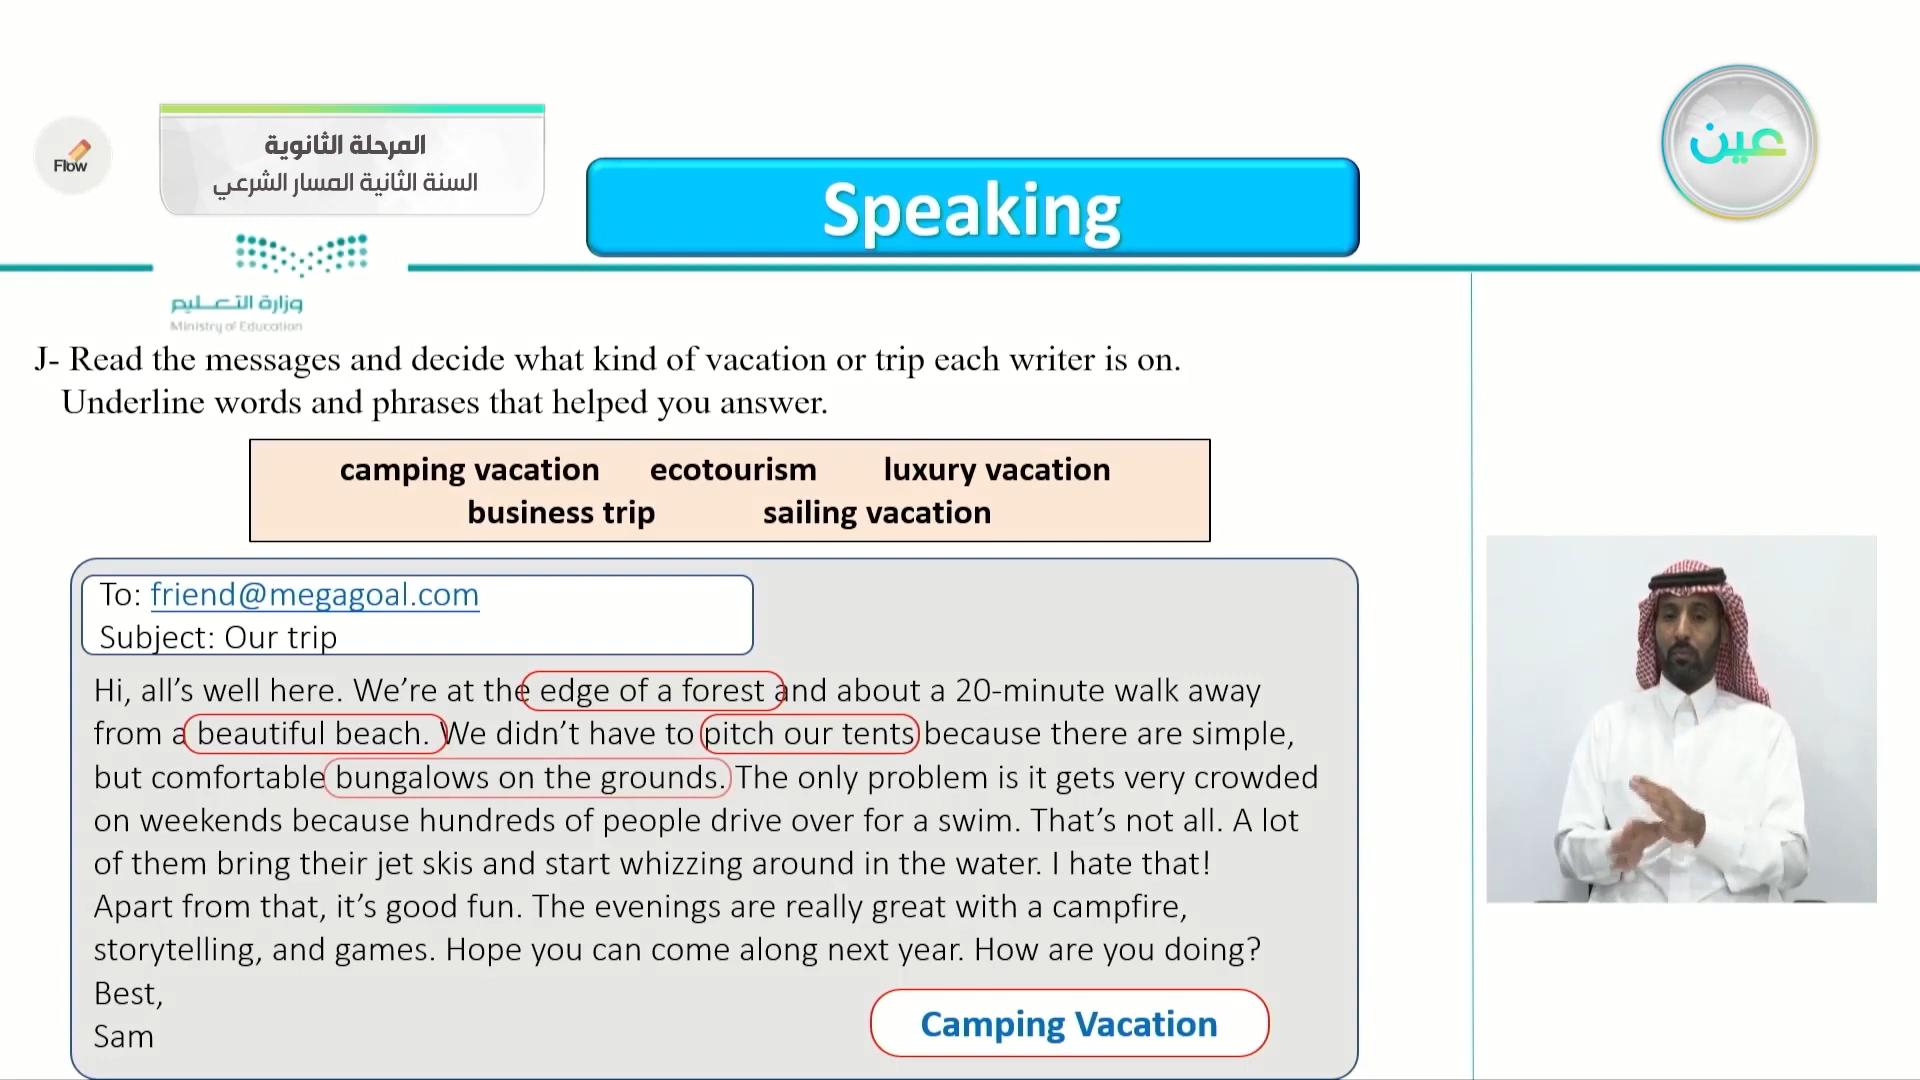 Flow
المرحلة الثانوية
السنة الثانية المسار الشرعي
Speaking
عين
وزارة التعليم
Ministry of Education
J- Read the messages and decide what kind of vacation or trip each writer is on.
Underline words and phrases that helped you answer.
camping vacation ecotourism luxury vacation
business trip sailing vacation
To: friend@megagoal.com
Subject: Our trip
Hi, all’s well here. We’re at the edge of a forest and about a 20-minute walk away
from a beautiful beach. We didn’t have to pitch our tents because there are simple,
but comfortable bungalows on the grounds. The only problem is it gets very crowded
on weekends because hundreds of people drive over for a swim. That’s not all. A lot
of them bring their jet skis and start whizzing around in the water. I hate that!
Apart from that, it’s good fun. The evenings are really great with a campfire,
storytelling, and games. Hope you can come along next year. How are you doing?
Best,
Sam
Camping Vacation